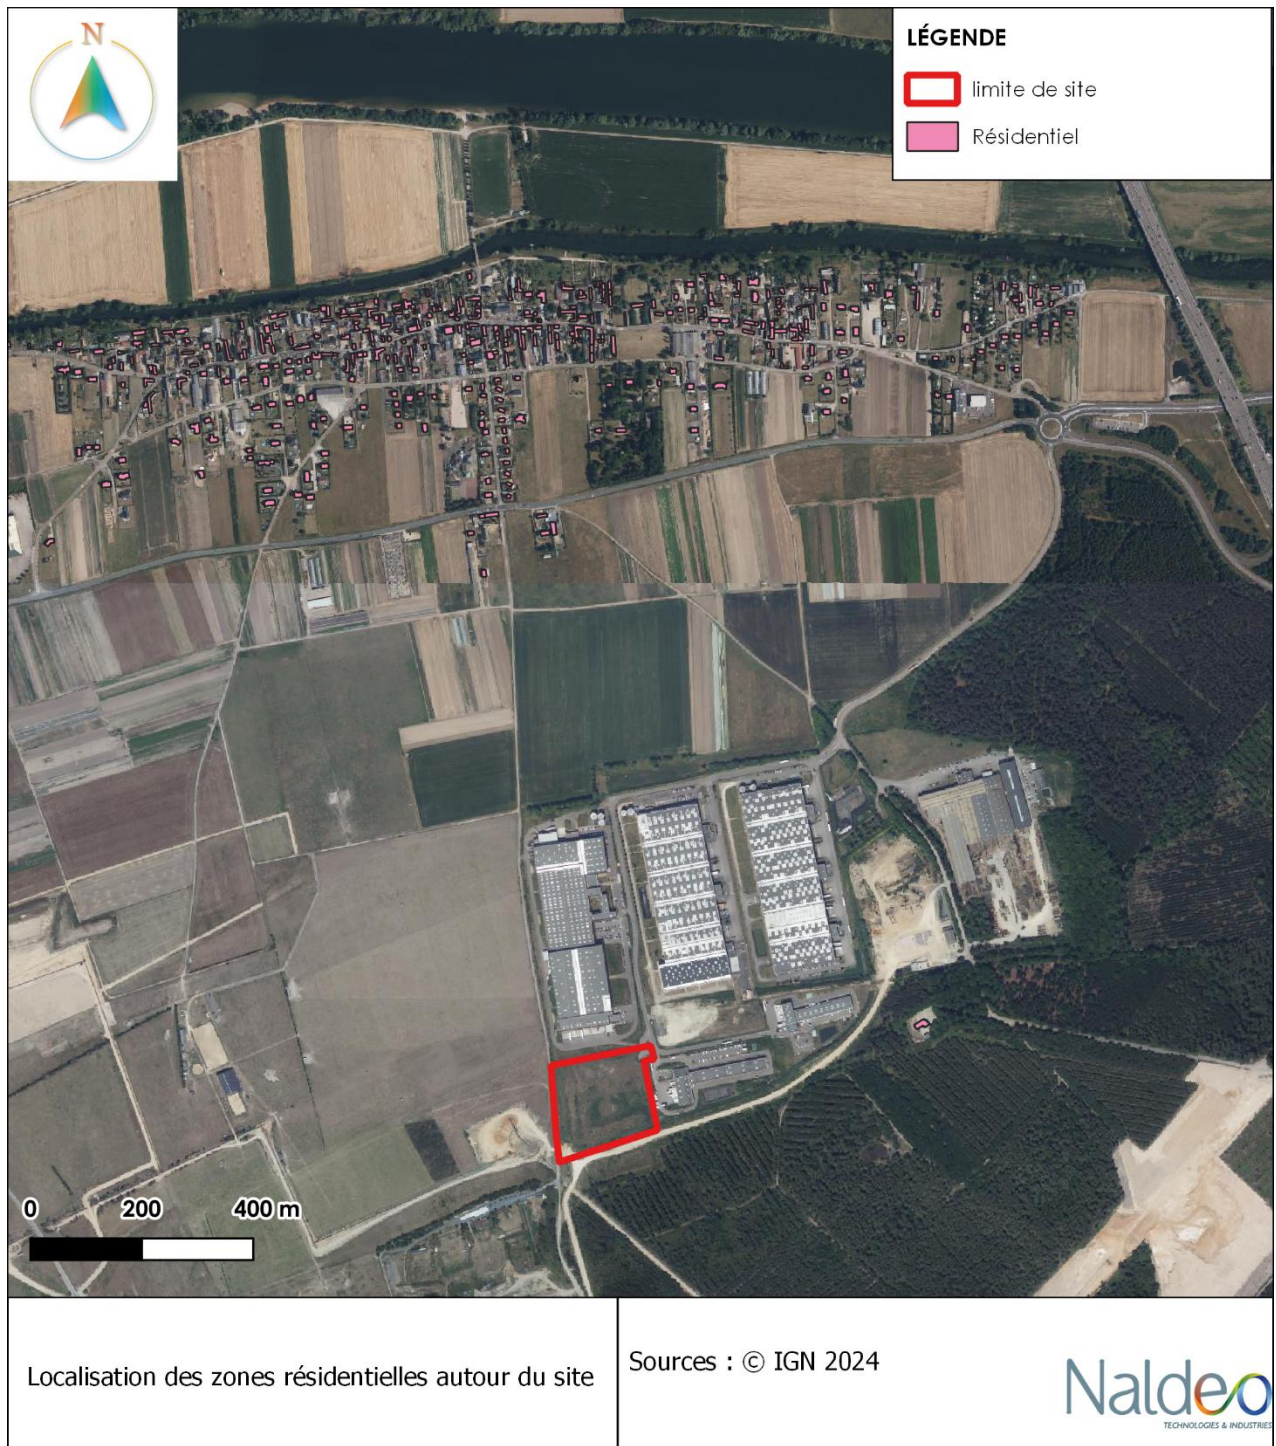 N
LÉGENDE
limite de site
Résidentiel
0 200 400 m
Localisation des zones résidentielles autour du site
Sources : © IGN 2024
Naldeo
TECHNOLOGIES & INDUSTRIES